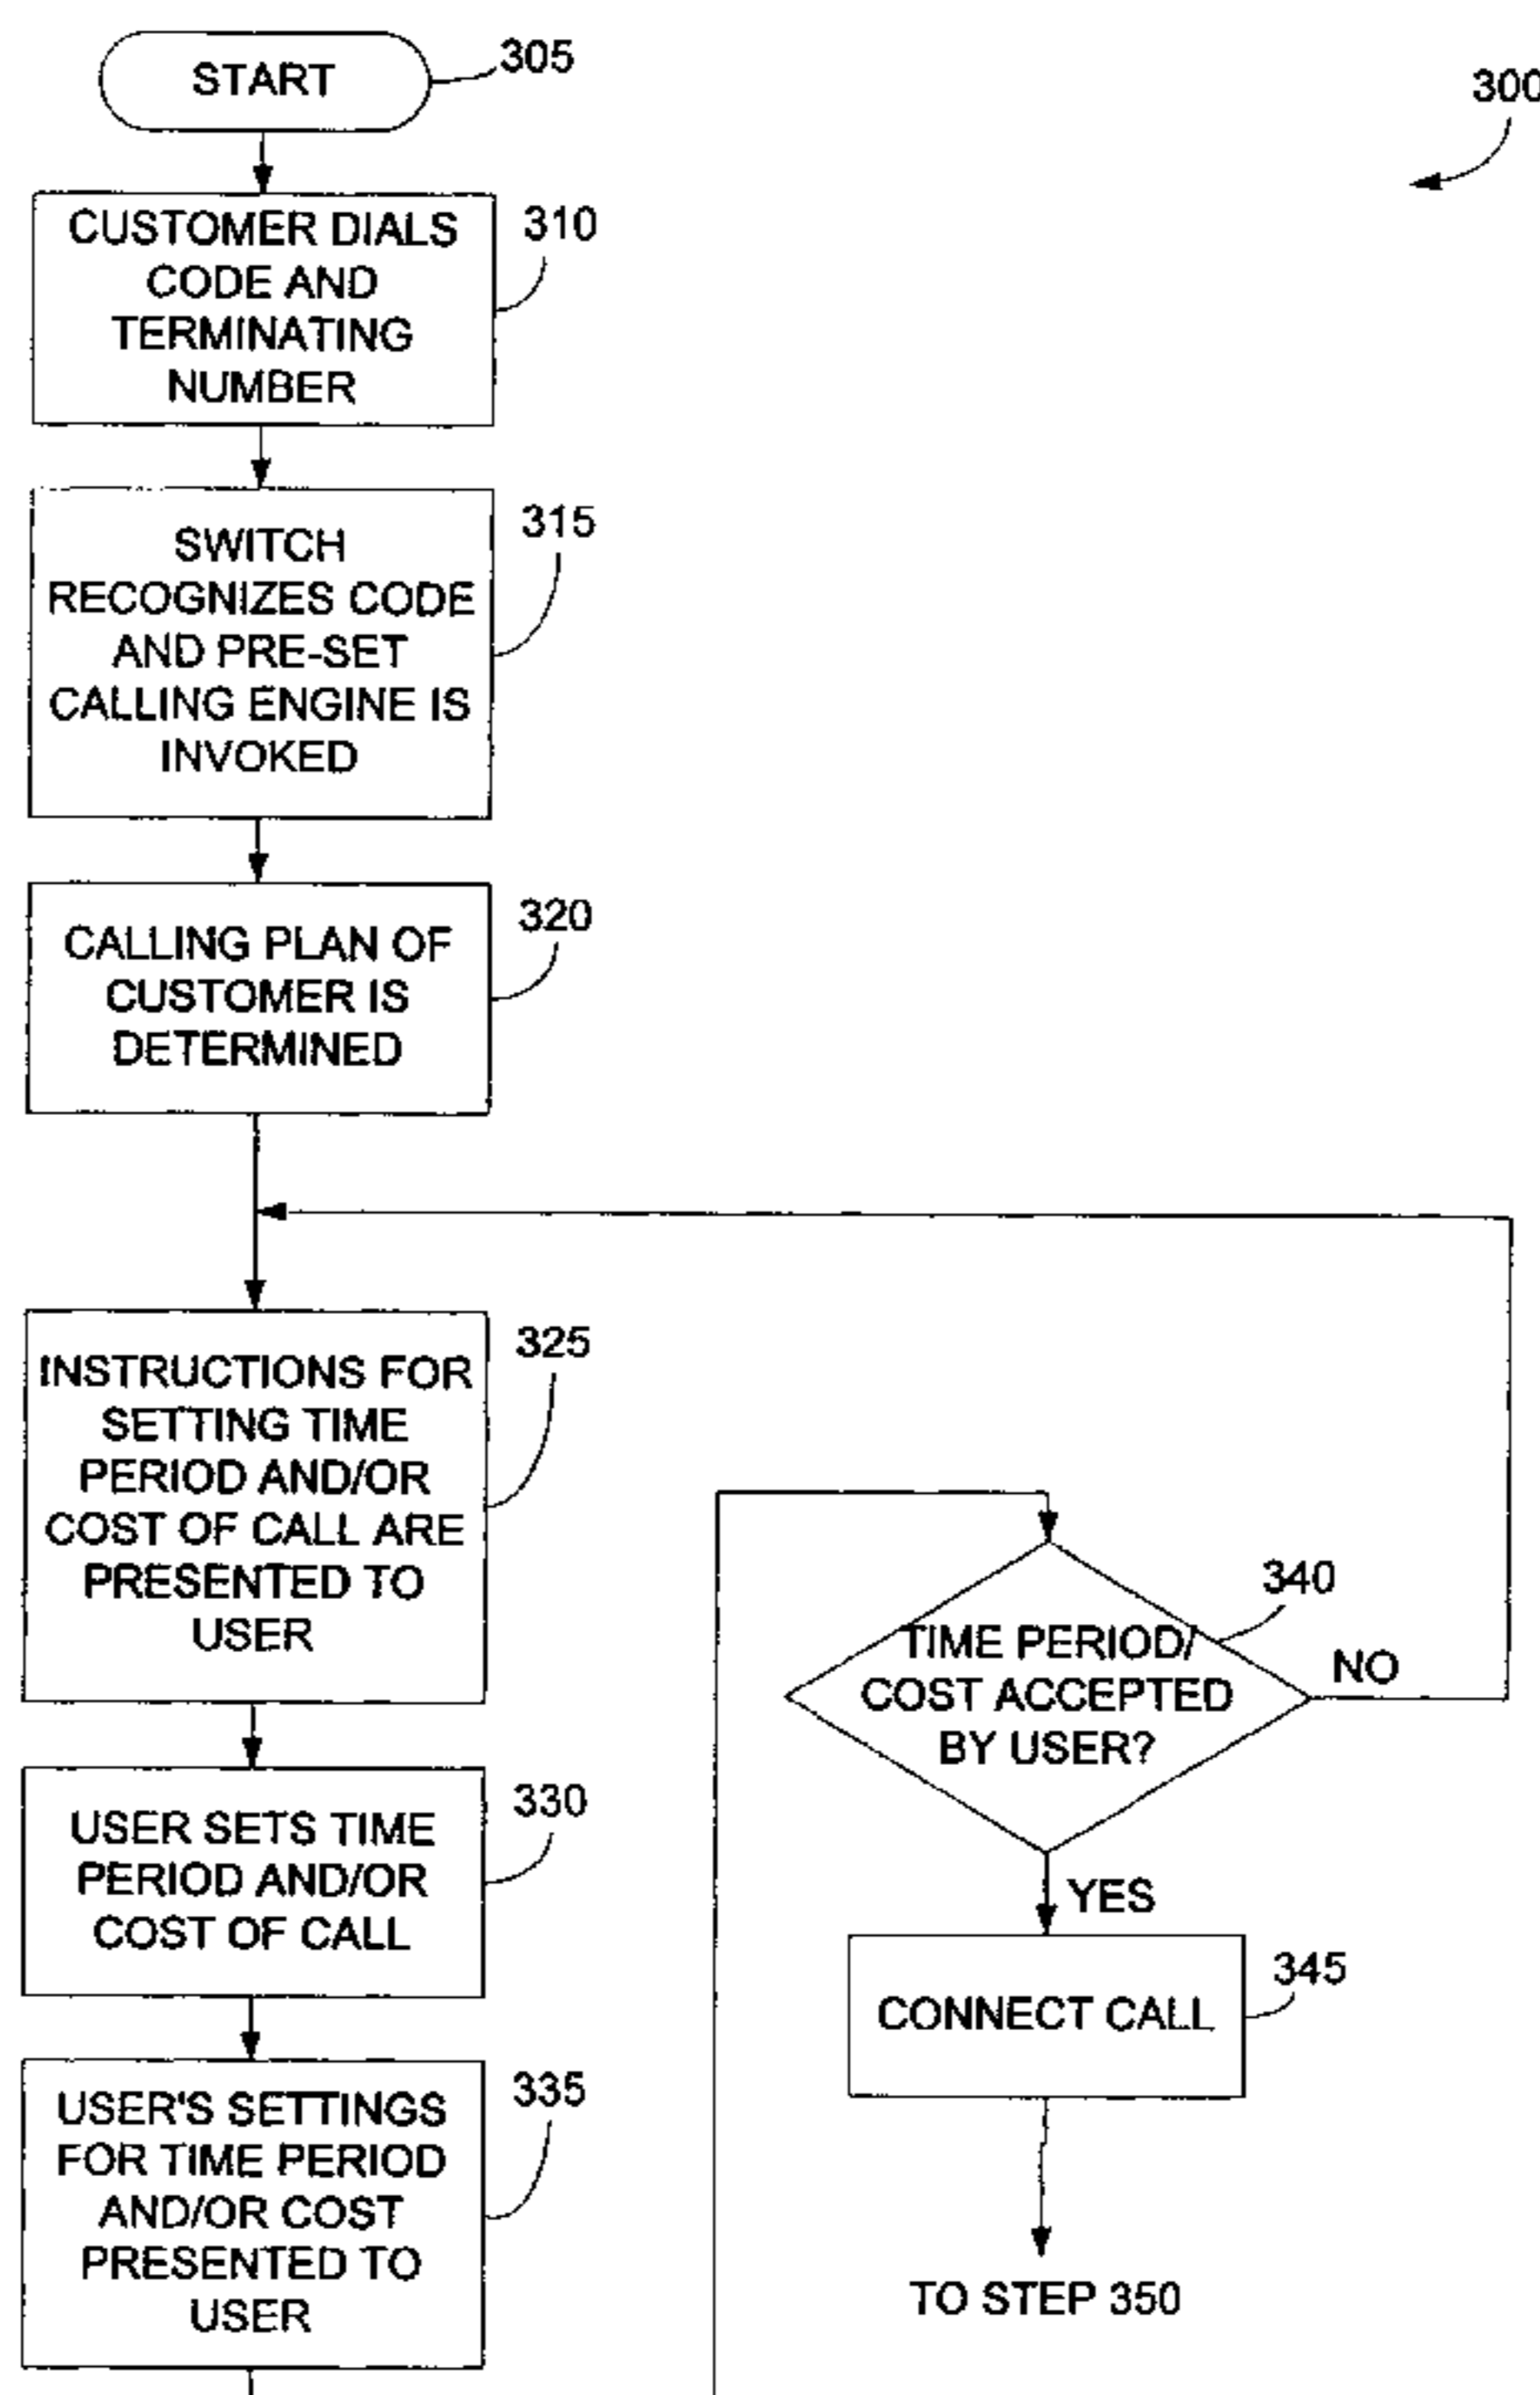 START
305
300
CUSTOMER DIALS
CODE AND
TERMINATING
NUMBER
310
SWITCH
RECOGNIZES CODE
AND PRE-SET
CALLING ENGINE IS
INVOKED
315
CALLING PLAN OF
CUSTOMER IS
DETERMINED
320
INSTRUCTIONS FOR
SETTING TIME
PERIOD AND/OR
COST OF CALL ARE
PRESENTED TO
USER
325
USER SETS TIME
PERIOD AND/OR
COST OF CALL
330
USER'S SETTINGS
FOR TIME PERIOD
AND/OR COST
PRESENTED TO
USER
335
TIME PERIOD/
COST ACCEPTED
BY USER?
340
NO
YES
CONNECT CALL
345
TO STEP 350